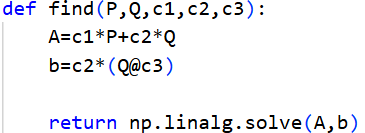 def find(P,Q,c1,c2,c3):
    A=c1*P+c2*Q
    b=c2*(Q@c3)
    return np.linalg.solve(A,b)